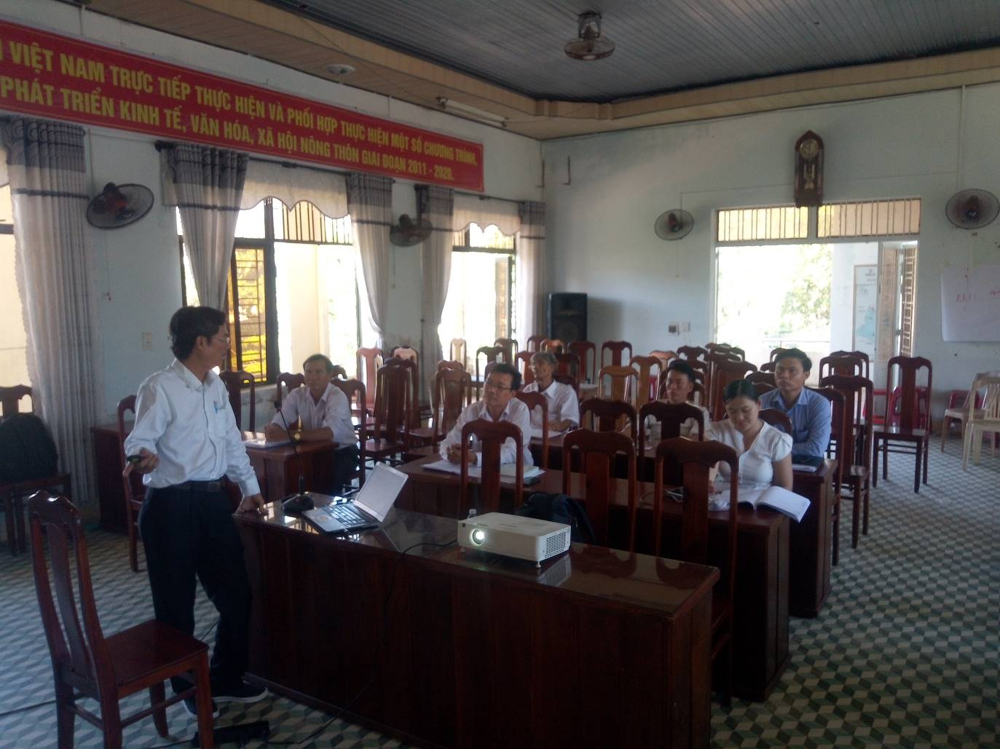 VIỆT NAM TRỰC TIẾP THỰC HIỆN VÀ PHỐI HỢP THỰC HIỆN MỘT SỐ CHƯƠNG TRÌNH,
PHÁT TRIỂN KINH TẾ, VĂN HÓA, XÃ HỘI NÔNG THÔN GIAI ĐOẠN 2011 - 2020.